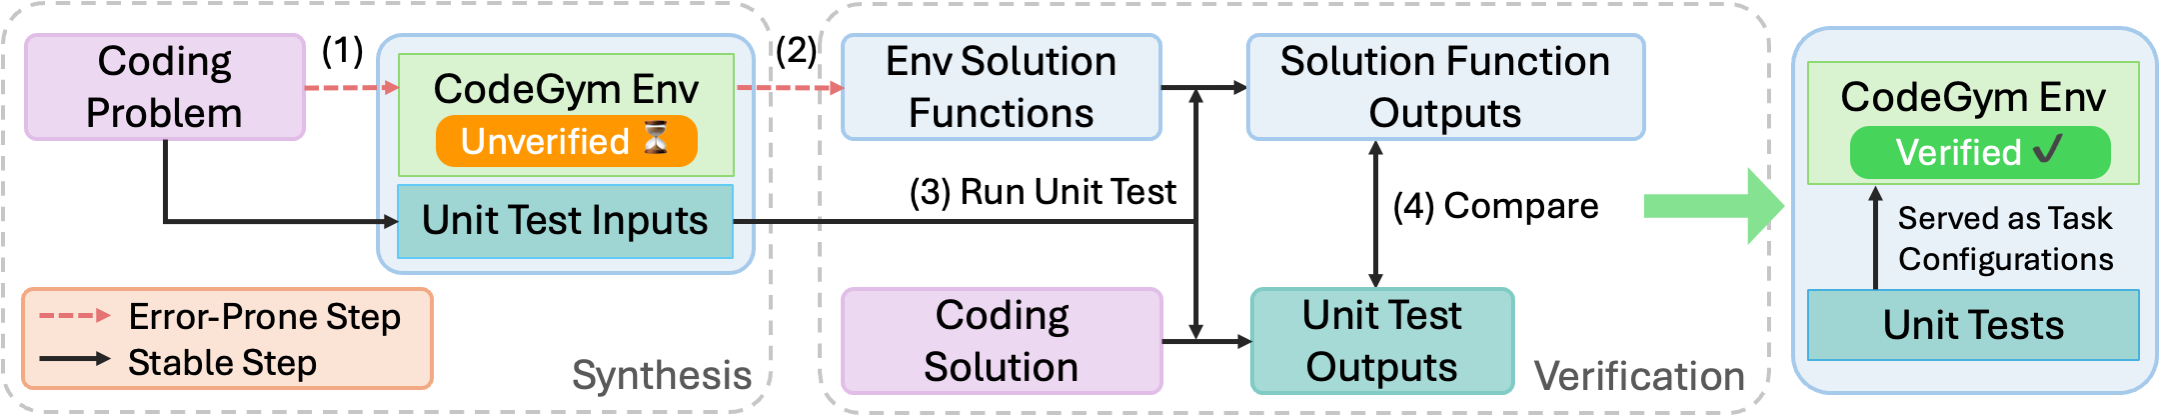 Coding
Problem
(1)
CodeGym Env
Unverified ⏳
Unit Test Inputs
Error-Prone Step
Stable Step
Synthesis
(2)
Env Solution
Functions
Solution Function
Outputs
(3) Run Unit Test
(4) Compare
Coding
Solution
Unit Test
Outputs
Verification
CodeGym Env
Verified ✔
Served as Task
Configurations
Unit Tests